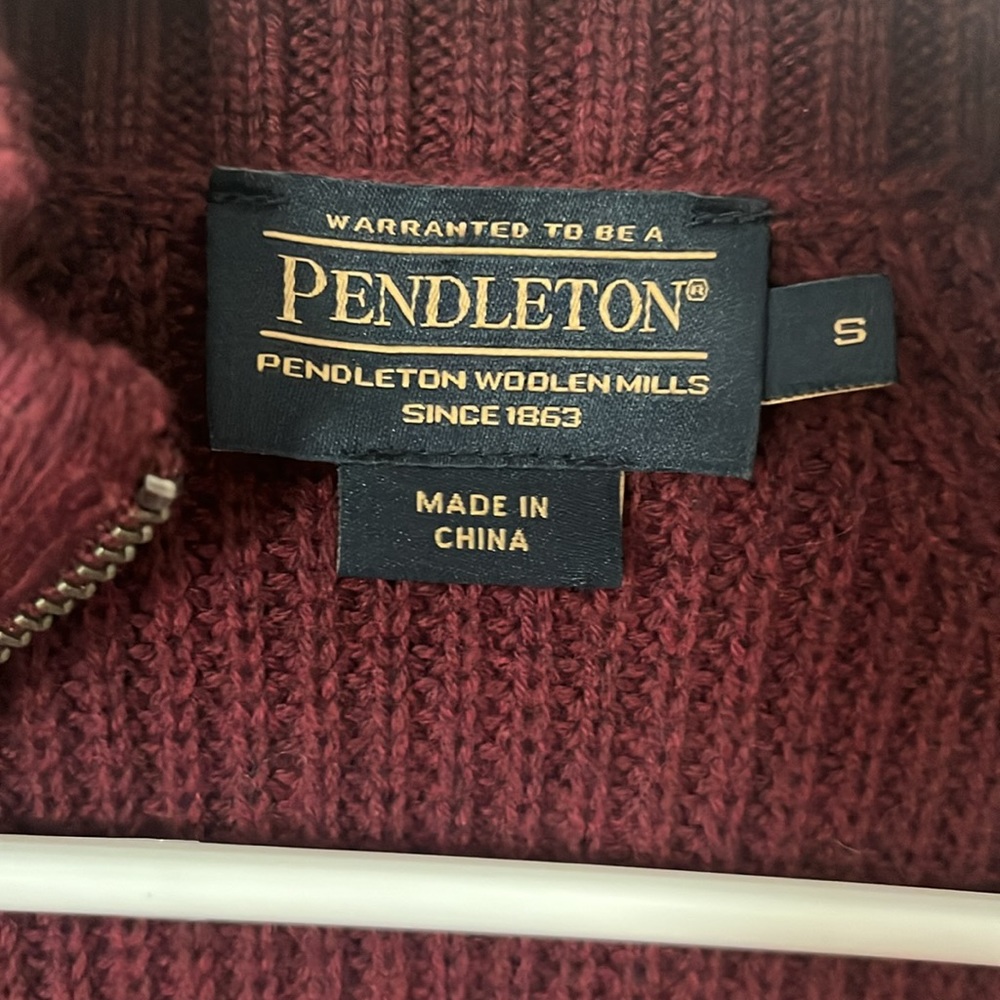 WARRANTED TO BE A
PENDLETON®
PENDLETON WOOLEN MILLS
SINCE 1863
S
MADE IN
CHINA